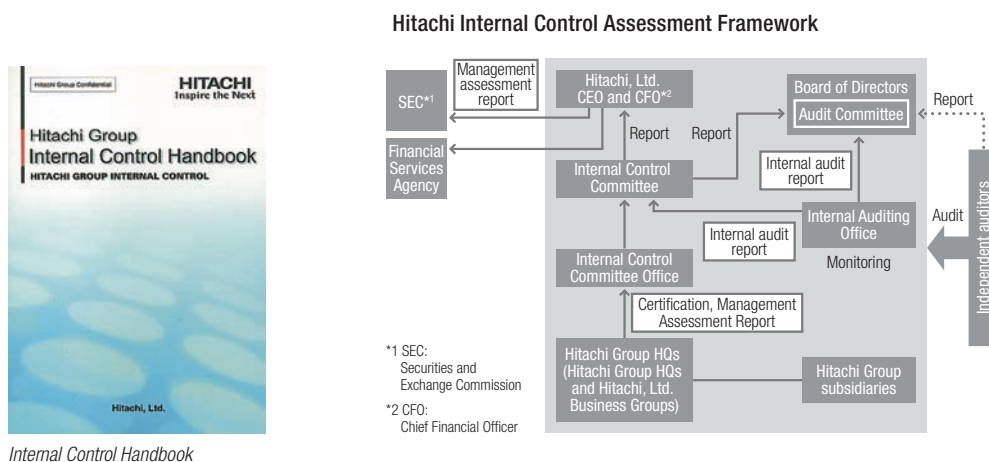 Hitachi Internal Control Assessment Framework
Hitachi Group Confidential
HITACHI
Inspire the Next
Hitachi Group
Internal Control Handbook
HITACHI GROUP INTERNAL CONTROL
Hitachi, Ltd.
Internal Control Handbook
SEC*1
Management
assessment
report
Hitachi, Ltd.
CEO and CFO*2
Board of Directors
Audit Committee
Report
Financial
Services
Agency
Report
Report
Internal Control
Committee
Internal audit
report
Internal Auditing
Office
Audit
Independent auditors
Internal audit
report
Monitoring
Internal Control
Committee Office
Certification, Management
Assessment Report
*1 SEC:
Securities and
Exchange Commission
*2 CFO:
Chief Financial Officer
Hitachi Group HQs
(Hitachi Group HQs
and Hitachi, Ltd.
Business Groups)
Hitachi Group
subsidiaries